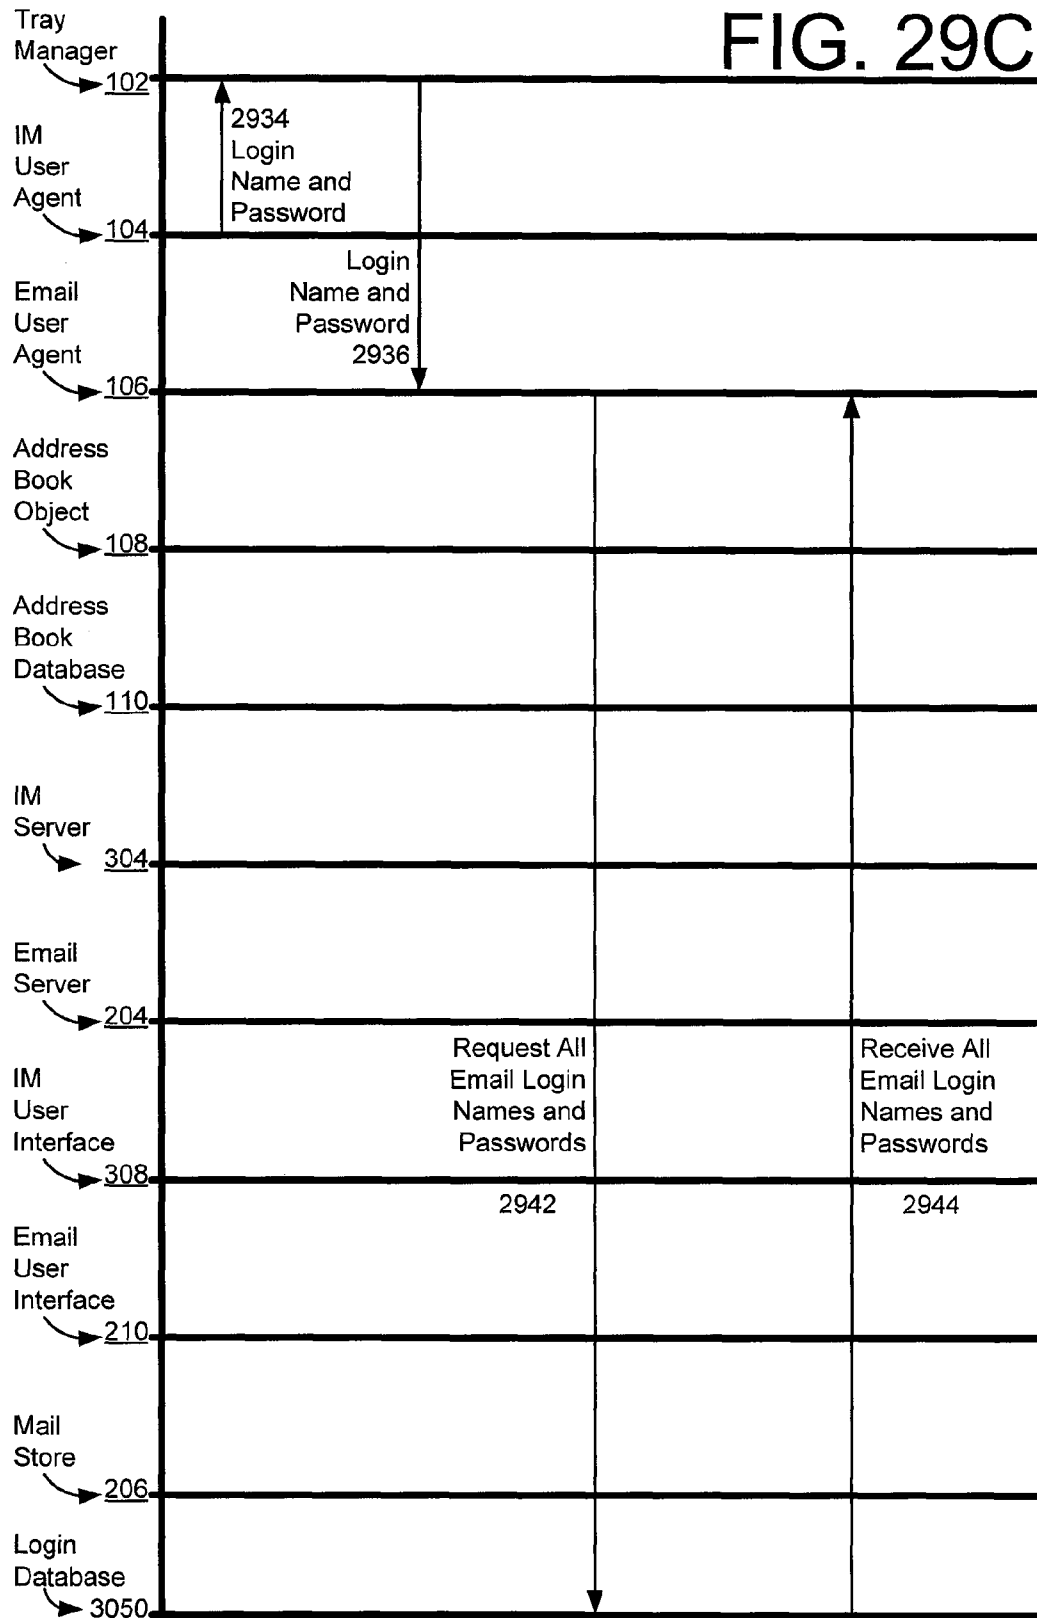 FIG. 29C
Tray
Manager
102
2934
Login
Name and
Password
IM
User
Agent
104
Login
Name and
Password
2936
Email
User
Agent
106
Address
Book
Object
108
Address
Book
Database
110
IM
Server
304
Email
Server
204
Request All
Email Login
Names and
Passwords
2942
Receive All
Email Login
Names and
Passwords
2944
IM
User
Interface
308
Email
User
Interface
210
Mail
Store
206
Login
Database
3050